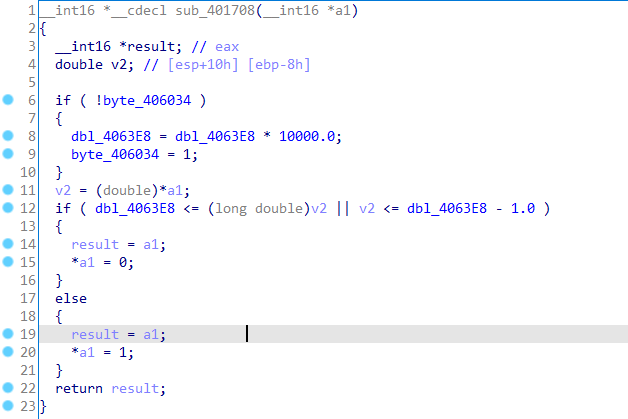 1 __int16 *__cdecl sub_401708(__int16 *a1)
2 {
3 __int16 *result; // eax
4 double v2; // [esp+10h] [ebp-8h]
5
6 if ( !byte_406034 )
7 {
8 dbl_4063E8 = dbl_4063E8 * 10000.0;
9 byte_406034 = 1;
10 }
11 v2 = (double)*a1;
12 if ( dbl_4063E8 <= (long double)v2 || v2 <= dbl_4063E8 - 1.0 )
13 {
14 result = a1;
15 *a1 = 0;
16 }
17 else
18 {
19 result = a1;
20 *a1 = 1;
21 }
22 return result;
23 }